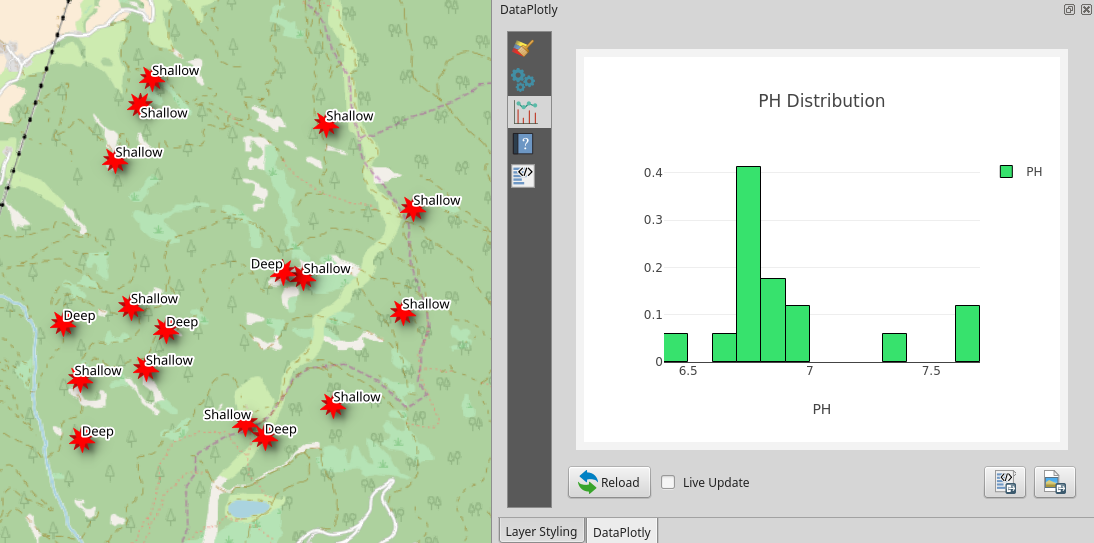 DataPlotly
Shallow
Shallow
Shallow
Shallow
Shallow
Deep
Shallow
Shallow
Shallow
Deep
Deep
Shallow
Shallow
Shallow
Shallow
Deep
Deep
PH Distribution
PH
0.4
0.3
0.2
0.1
0
6.5 7 7.5
PH
?
</>
Reload Live Update
</>
Layer Styling DataPlotly